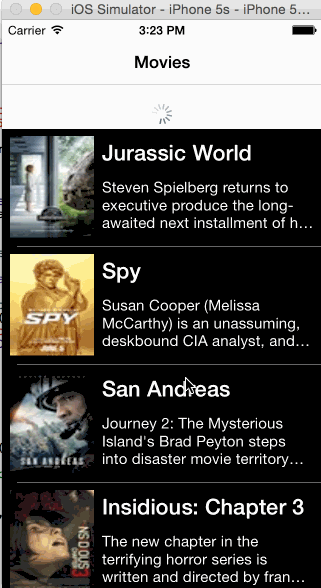 iOS Simulator - iPhone 5s - iPhone 5...
Carrier 3:23 PM
Movies
Jurassic World
Steven Spielberg returns to
executive produce the long-
awaited next installment of h...
SPY
JUNE 5
Spy
Susan Cooper (Melissa
McCarthy) is an unassuming,
deskbound CIA analyst, and...
SAN ANDREAS
San Andreas
Journey 2: The Mysterious
Island's Brad Peyton steps
into disaster movie territory...
INSIDIOUS
Insidious: Chapter 3
The new chapter in the
terrifying horror series is
written and directed by fran...